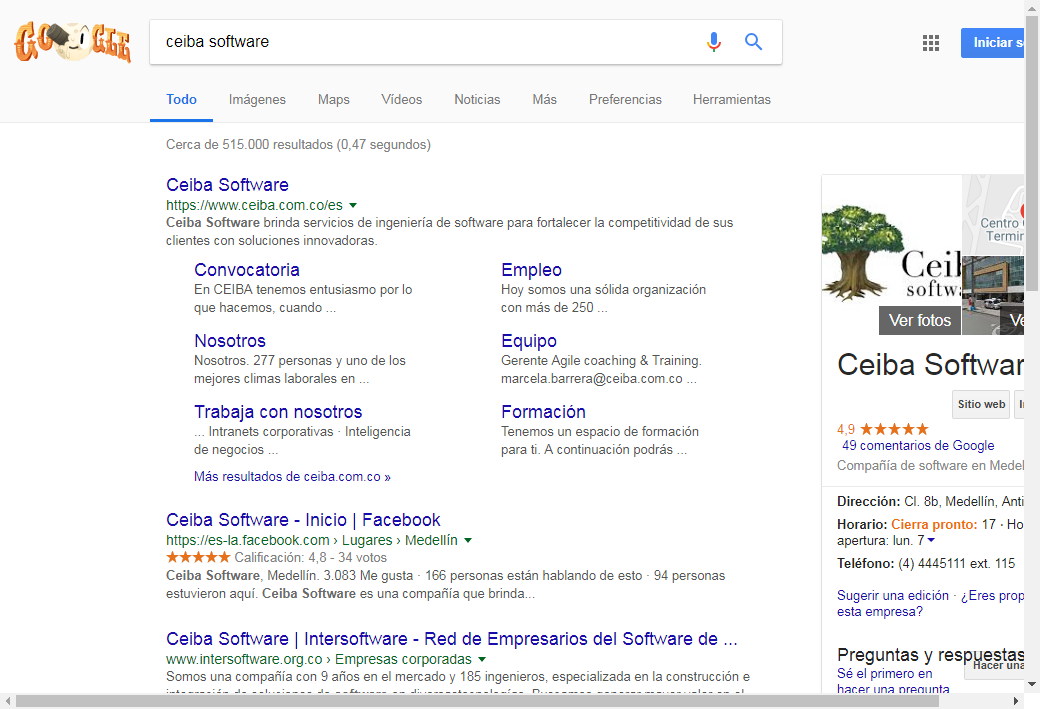 GOOGLE
ceiba software
Iniciar s
Todo Imágenes Maps Vídeos Noticias Más Preferencias Herramientas
Cerca de 515.000 resultados (0,47 segundos)
Ceiba Software
https://www.ceiba.com.co/es
Ceiba Software brinda servicios de ingeniería de software para fortalecer la competitividad de sus
clientes con soluciones innovadoras.
Convocatoria
En CEIBA tenemos entusiasmo por lo
que hacemos, cuando ...
Empleo
Hoy somos una sólida organización
con más de 250 ...
Nosotros
Nosotros. 277 personas y uno de los
mejores climas laborales en ...
Equipo
Gerente Agile coaching & Training.
marcela.barrera@ceiba.com.co ...
Trabaja con nosotros
... Intranets corporativas · Inteligencia
de negocios ...
Formación
Tenemos un espacio de formación
para ti. A continuación podrás ...
Más resultados de ceiba.com.co »
Ceiba Software - Inicio | Facebook
https://es-la.facebook.com › Lugares › Medellín
Calificación: 4,8 - 34 votos
Ceiba Software, Medellín. 3.083 Me gusta · 166 personas están hablando de esto · 94 personas
estuvieron aquí. Ceiba Software es una compañía que brinda...
Ceiba Software | Intersoftware - Red de Empresarios del Software de ...
www.intersoftware.org.co › Empresas corporadas
Somos una compañía con 9 años en el mercado y 185 ingenieros, especializada en la construcción e
Centro
Termin
Ceib
softwa
Ver fotos
Ve
Ceiba Softwar
Sitio web
4,9
49 comentarios de Google
Compañía de software en Medel
Dirección: Cl. 8b, Medellín, Anti
Horario: Cierra pronto: 17 · Ho
apertura: lun. 7
Teléfono: (4) 4445111 ext. 115
Sugerir una edición · ¿Eres prop
esta empresa?
Preguntas y respuestas
Hacer una
Sé el primero en
hacer una pregunta